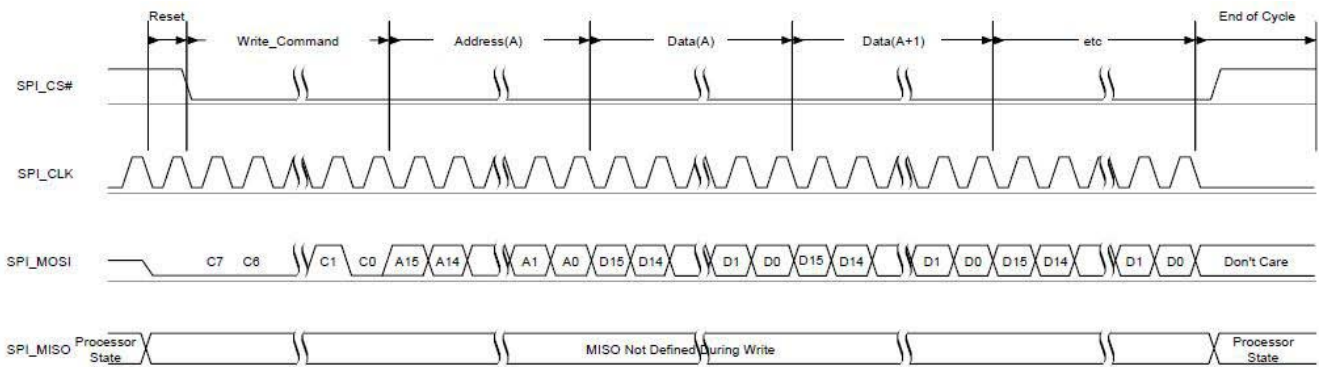 Reset
End of Cycle
Write_Command Address(A) Data(A) Data(A+1) etc
SPI_CS#
SPI_CLK
SPI_MOSI C7 C6 C1 C0 A15 A14 A1 A0 D15 D14 D1 D0 D15 D14 D1 D0 D15 D14 D1 D0 Don't Care
SPI_MISO Processor State MISO Not Defined During Write Processor State